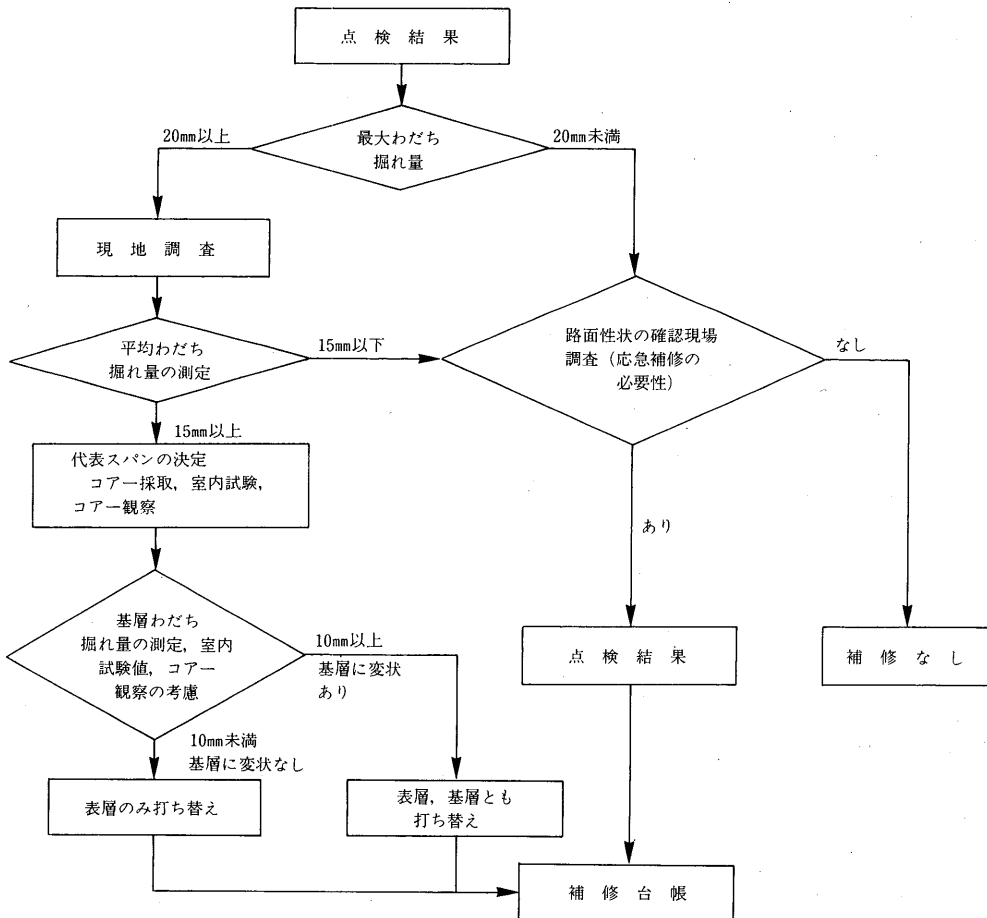 点検結果
最大わだち
掘れ量
20mm以上
20mm未満
現地調査
平均わだち
掘れ量の測定
15mm以下
路面性状の確認現場
調査（応急補修の
必要性）
なし
15mm以上
代表スパンの決定
コアー採取，室内試験，
コアー観察
あり
基層わだち
掘れ量の測定，室内
試験値，コアー
観察の考慮
10mm以上
基層に変状
あり
点検結果
補修なし
10mm未満
基層に変状なし
表層のみ打ち替え
表層，基層とも
打ち替え
補修台帳